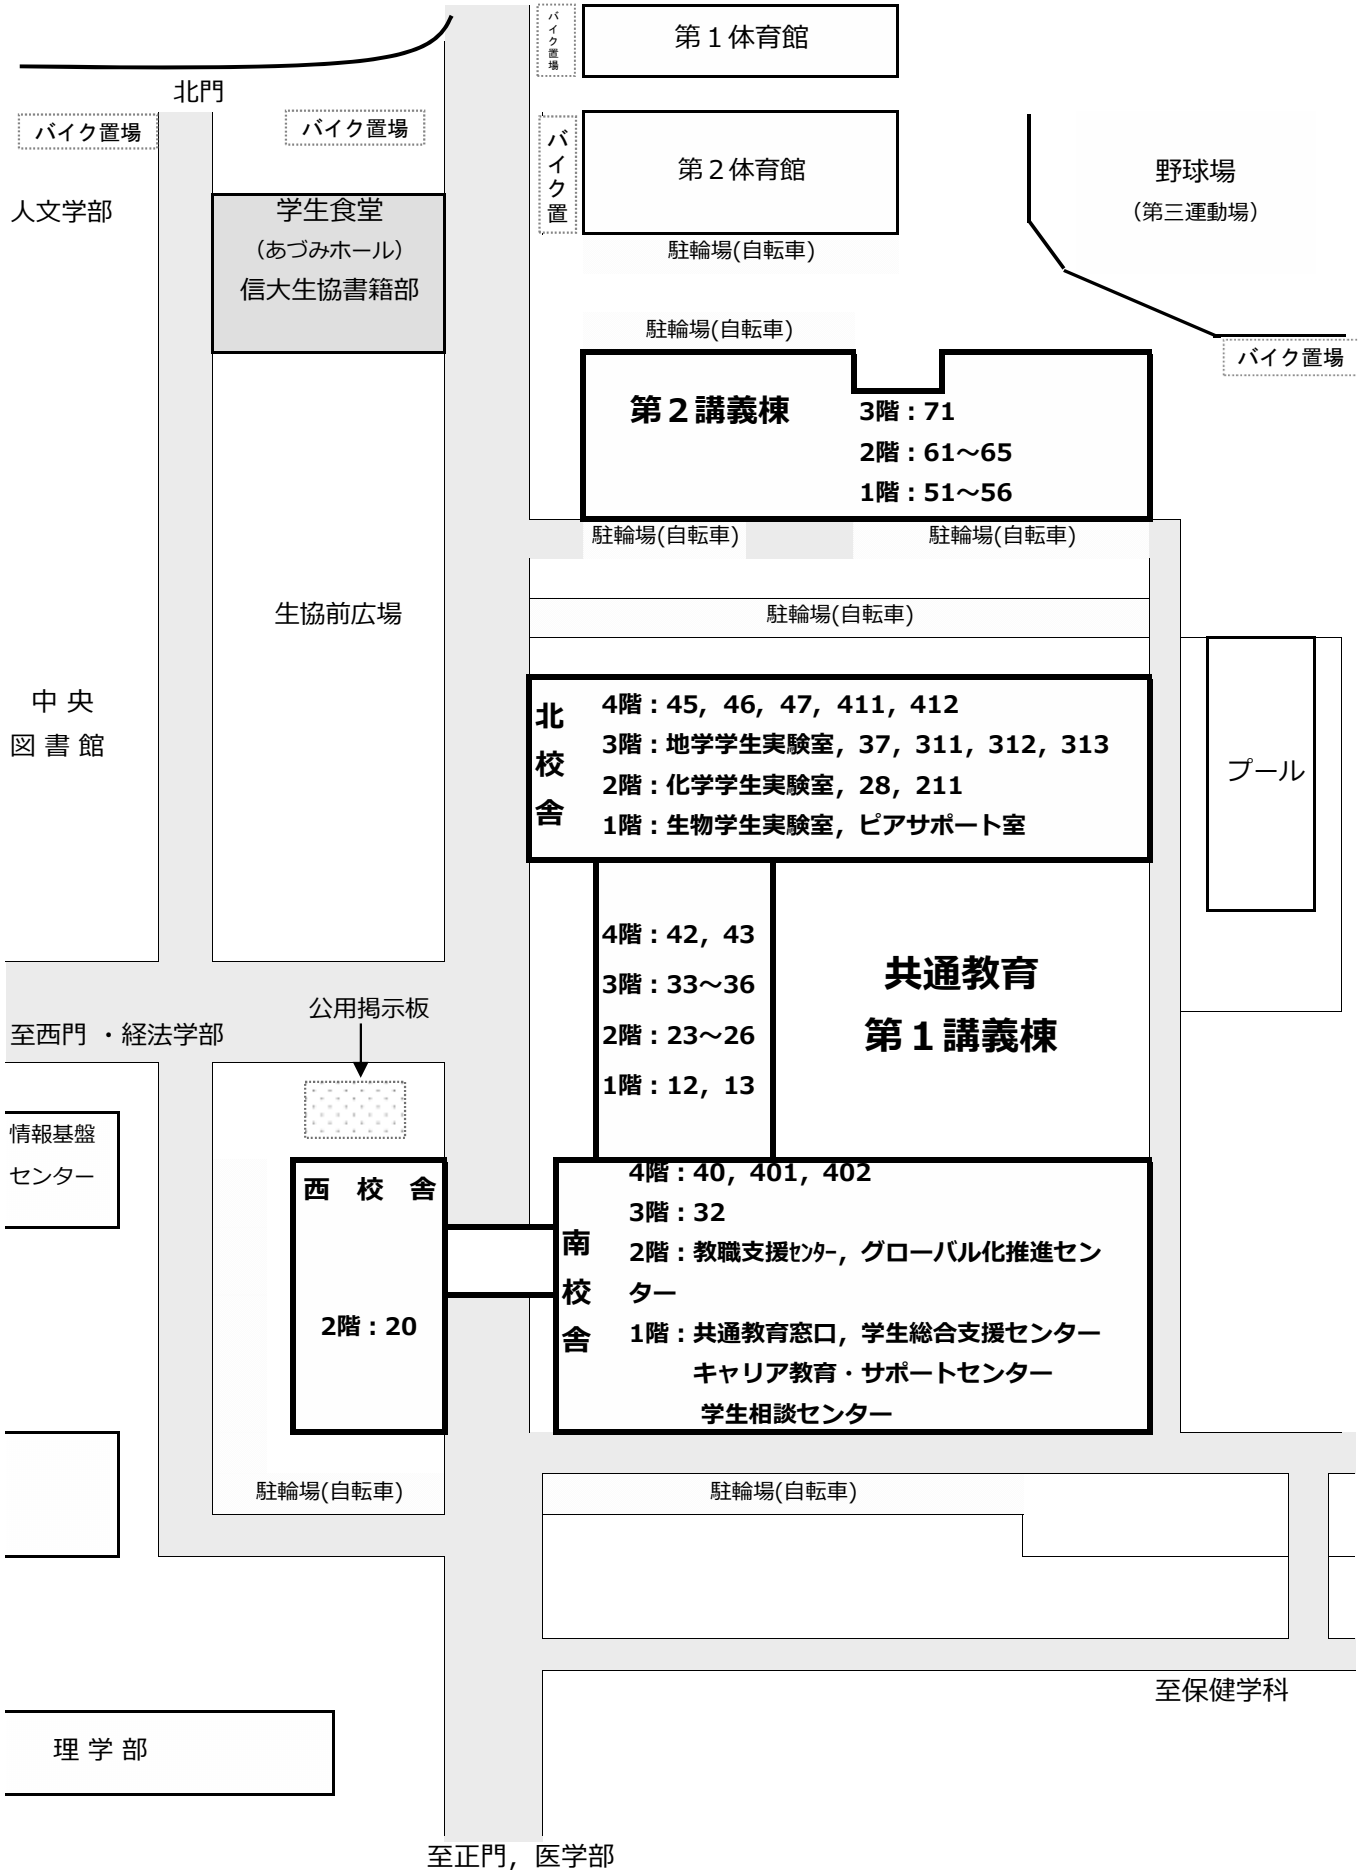 バイク置場
第１体育館
北門
バイク置場
バイク置場
バイク置
第２体育館
野球場
（第三運動場）
人文学部
学生食堂
（あづみホール）
信大生協書籍部
駐輪場(自転車)
駐輪場(自転車)
バイク置場
第２講義棟
3階：71
2階：61～65
1階：51～56
駐輪場(自転車)
駐輪場(自転車)
生協前広場
駐輪場(自転車)
中 央
図 書 館
北校舎
4階：45，46，47，411，412
3階：地学学生実験室，37，311，312，313
2階：化学学生実験室，28，211
1階：生物学生実験室，ピアサポート室
プール
4階：42，43
3階：33～36
2階：23～26
1階：12，13
共通教育
第１講義棟
公用掲示板
至西門 ・経法学部
情報基盤
センター
西 校 舎
2階：20
南校舎
4階：40，401，402
3階：32
2階：教職支援ｾﾝﾀｰ，グローバル化推進セン
ター
1階：共通教育窓口，学生総合支援センター
キャリア教育・サポートセンター
学生相談センター
駐輪場(自転車)
駐輪場(自転車)
至保健学科
理 学 部
至正門，医学部